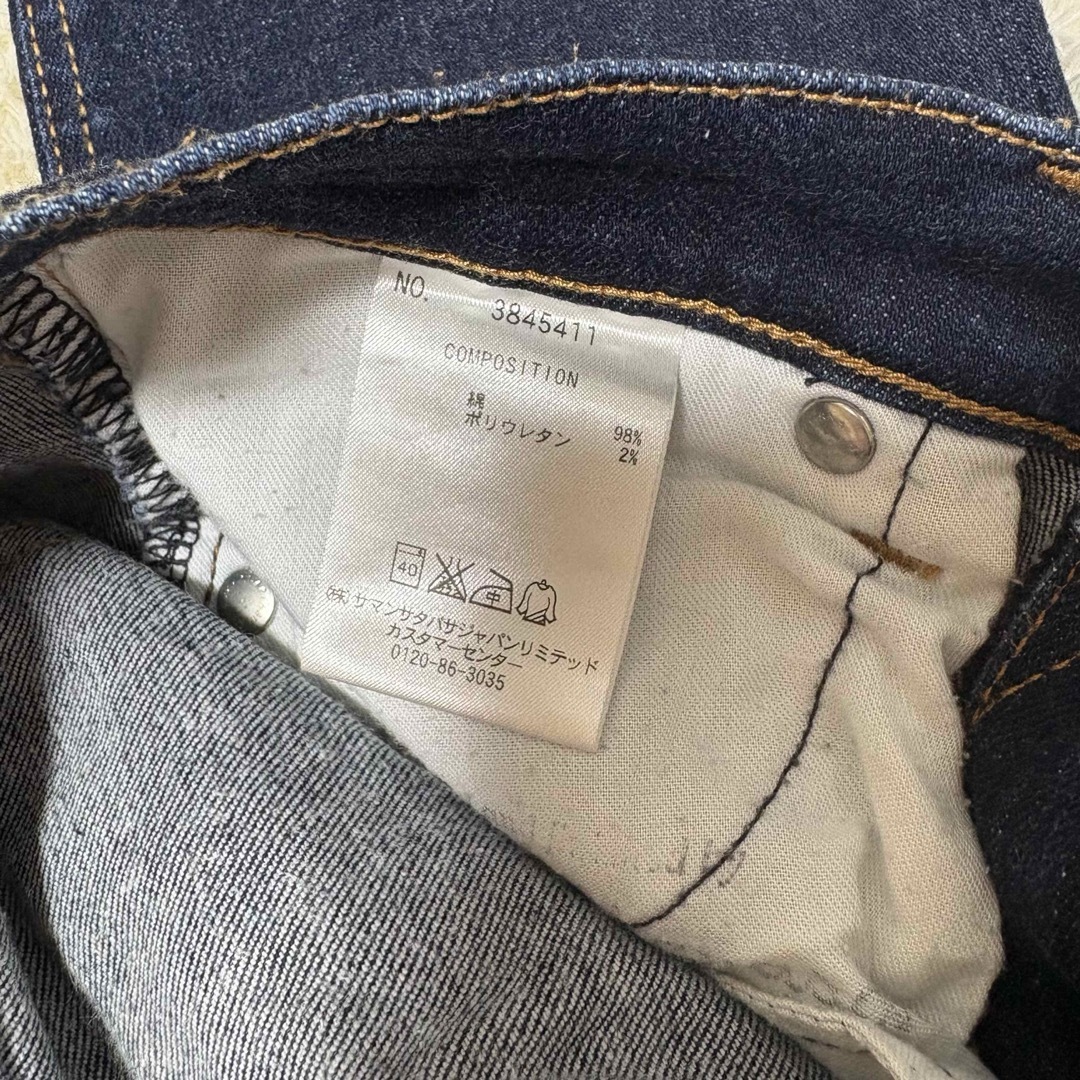 NO. 3845411
COMPOSITION
綿 98%
ポリウレタン 2%
40 中
(株)サマンサタバサジャパンリミテッド
カスタマーセンター
0120-86-3035